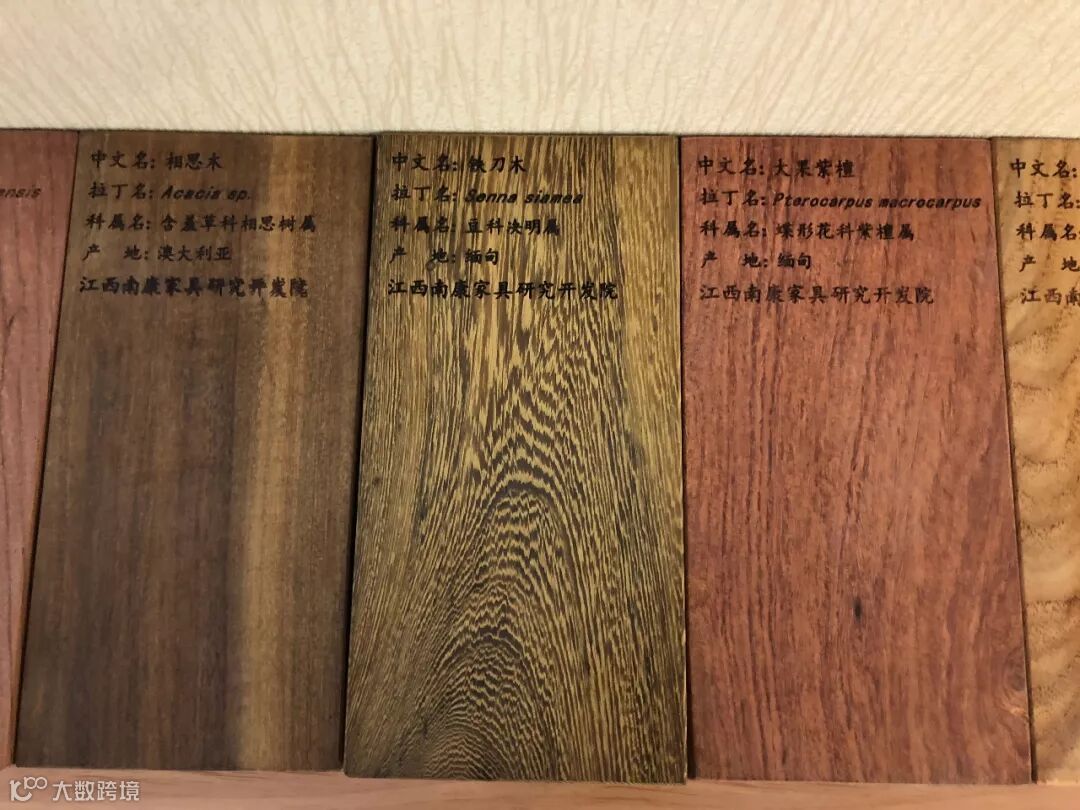 ensis
中文名: 相思木
拉丁名: Acacia sp.
科属名: 含羞草科相思树属
产 地: 澳大利亚
江西南康家具研究开发院
中文名: 铁刀木
拉丁名: Senna siamea
科属名: 豆科决明属
产 地: 缅甸
江西南康家具研究开发院
中文名: 大果紫檀
拉丁名: Pterocarpus macrocarpus
科属名: 蝶形花科紫檀属
产 地: 缅甸
江西南康家具研究开发院
中文名:
拉丁名:
科属名:
产 地:
江西南
大数跨境